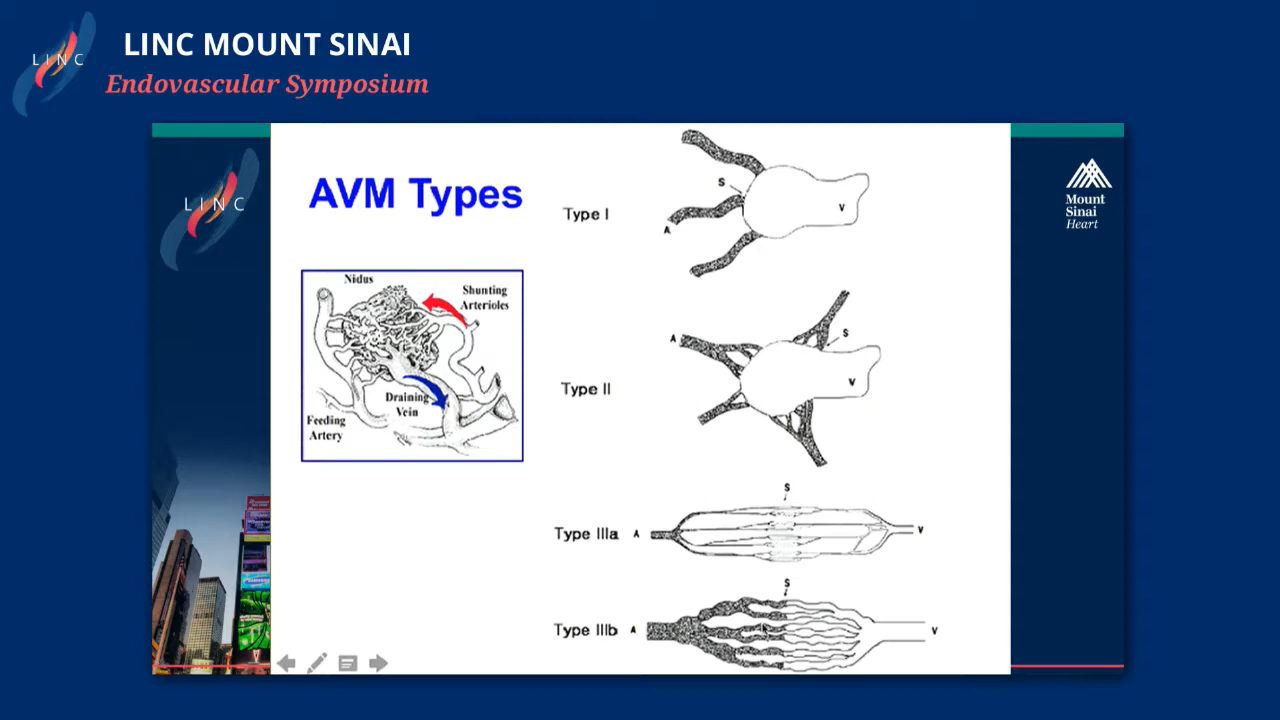 LINC MOUNT SINAI
LINC
Endovascular Symposium
LINC
AVM Types
Mount
Sinai
Heart
Nidus
Shunting
Arterioles
Draining
Vein
Feeding
Artery
Type I
S
A
V
Type II
A
S
V
Type IIIa
A
S
V
Type IIIb
A
S
V